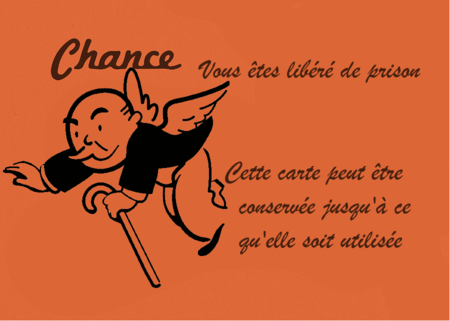 Chance
Vous êtes libéré de prison
Cette carte peut être
conservée jusqu'à ce
qu'elle soit utilisée